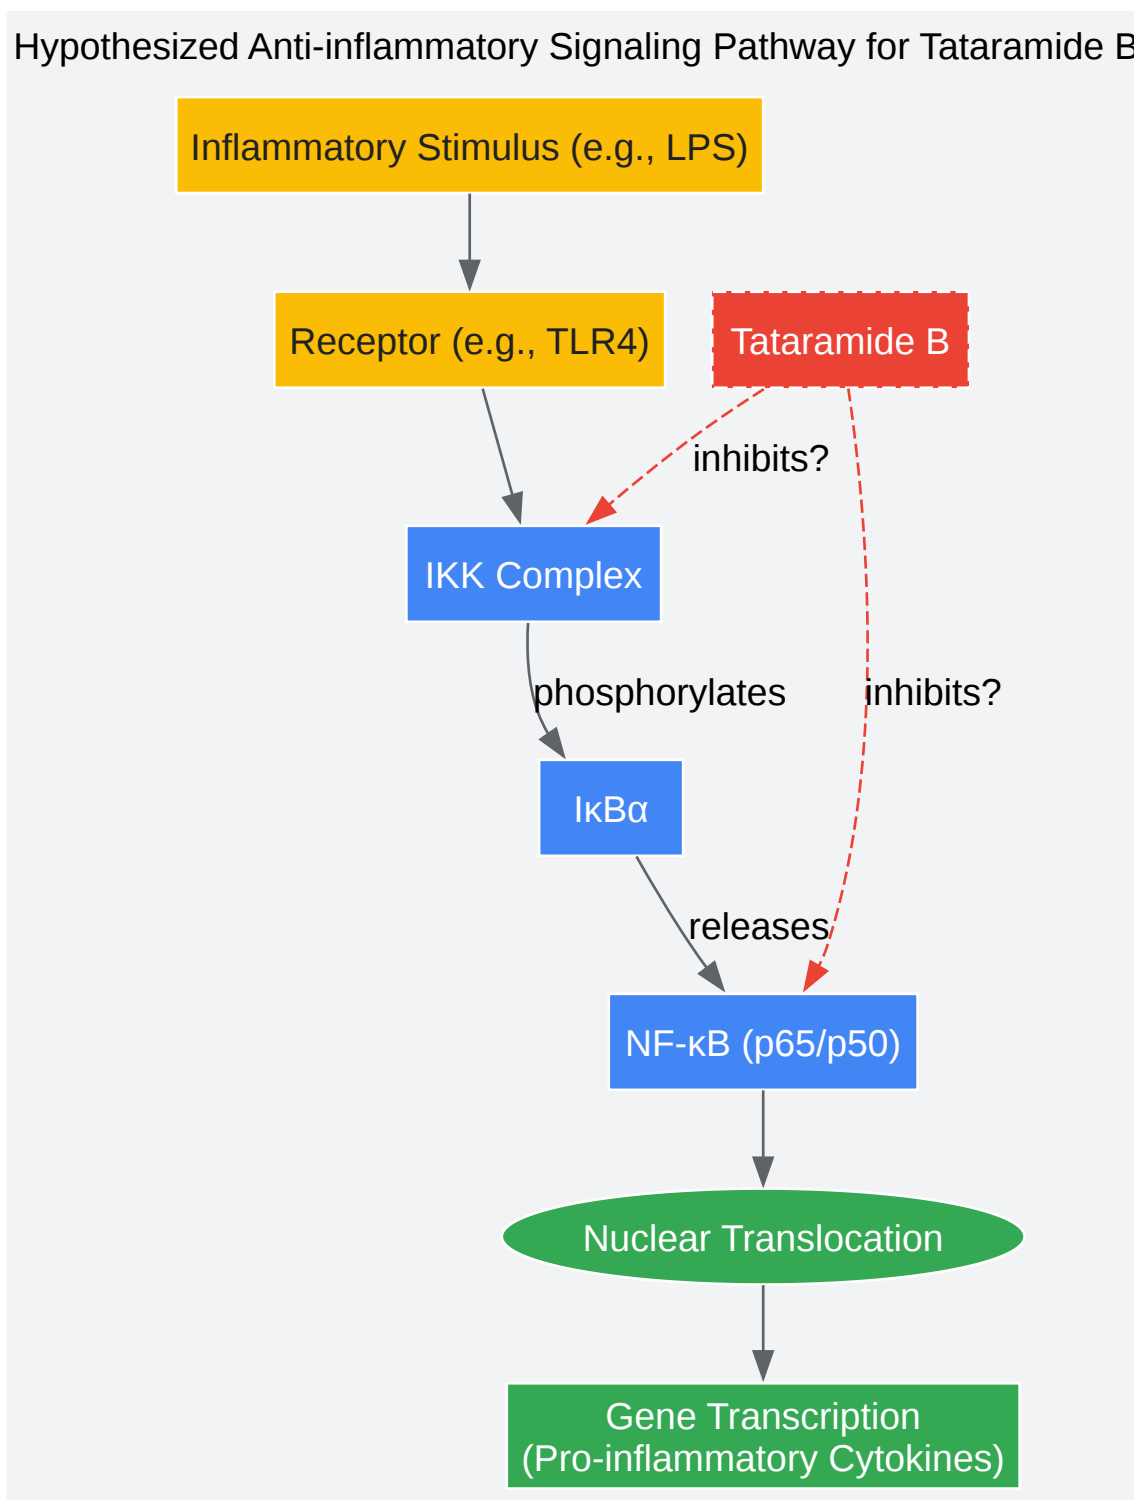 Hypothesized Anti-inflammatory Signaling Pathway for Tataramide B
Inflammatory Stimulus (e.g., LPS)
Receptor (e.g., TLR4)
Tataramide B
inhibits?
IKK Complex
phosphorylates
inhibits?
IκBα
releases
NF-κB (p65/p50)
Nuclear Translocation
Gene Transcription
(Pro-inflammatory Cytokines)